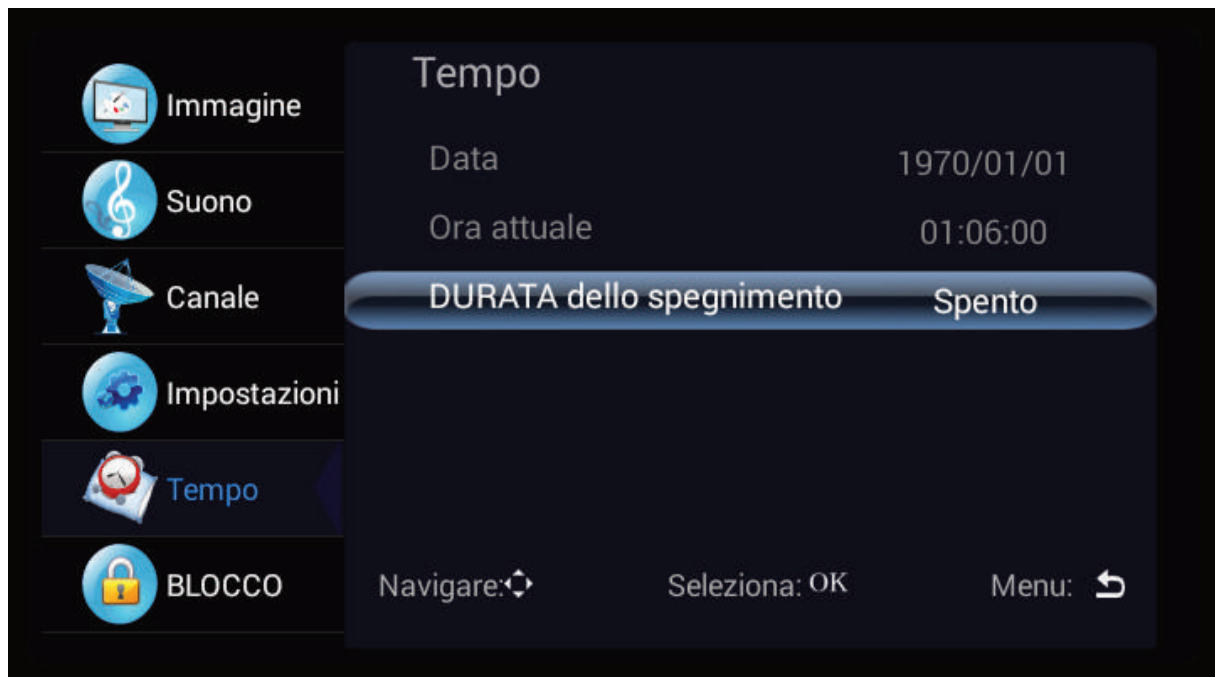 Immagine
Suono
Canale
Impostazioni
Tempo
BLOCCO
Tempo
Data 1970/01/01
Ora attuale 01:06:00
DURATA dello spegnimento Spento
Navigare: Seleziona: OK Menu: